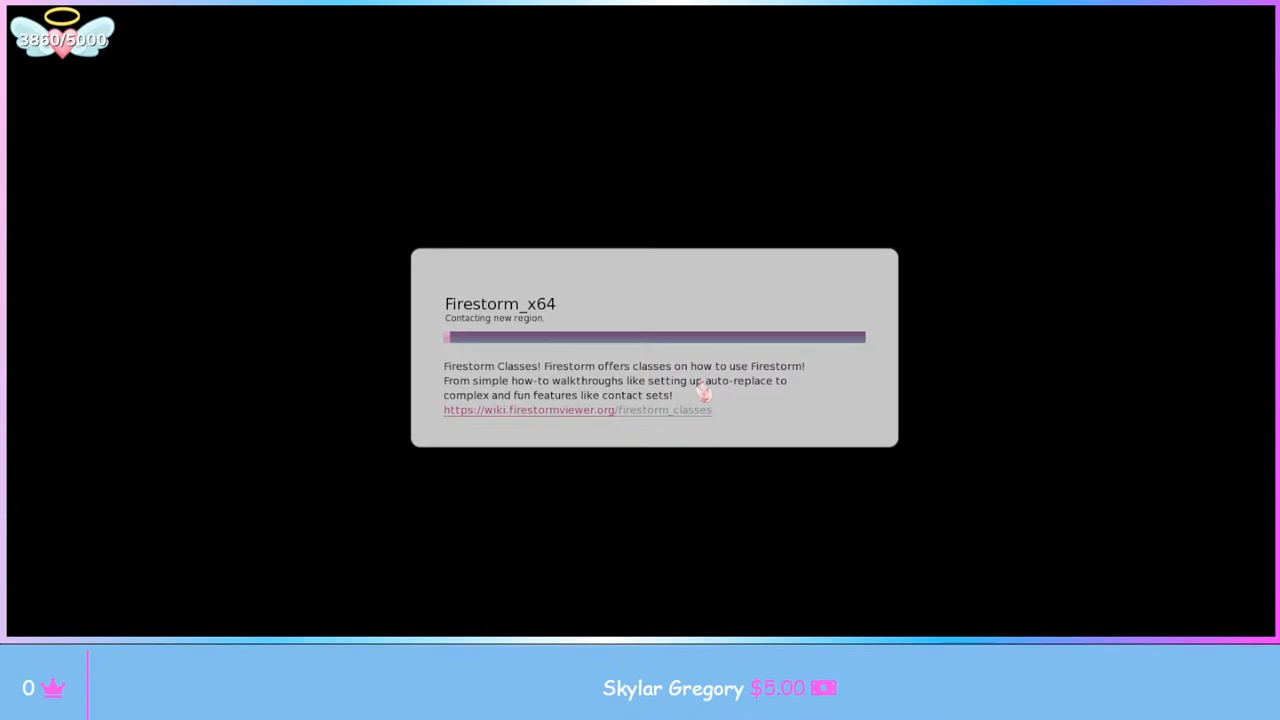 3860/5000
Firestorm_x64
Contacting new region.
Firestorm Classes! Firestorm offers classes on how to use Firestorm!
From simple how-to walkthroughs like setting up auto-replace to
complex and fun features like contact sets!
https://wiki.firestormviewer.org/firestorm_classes
0
Skylar Gregory $5.00